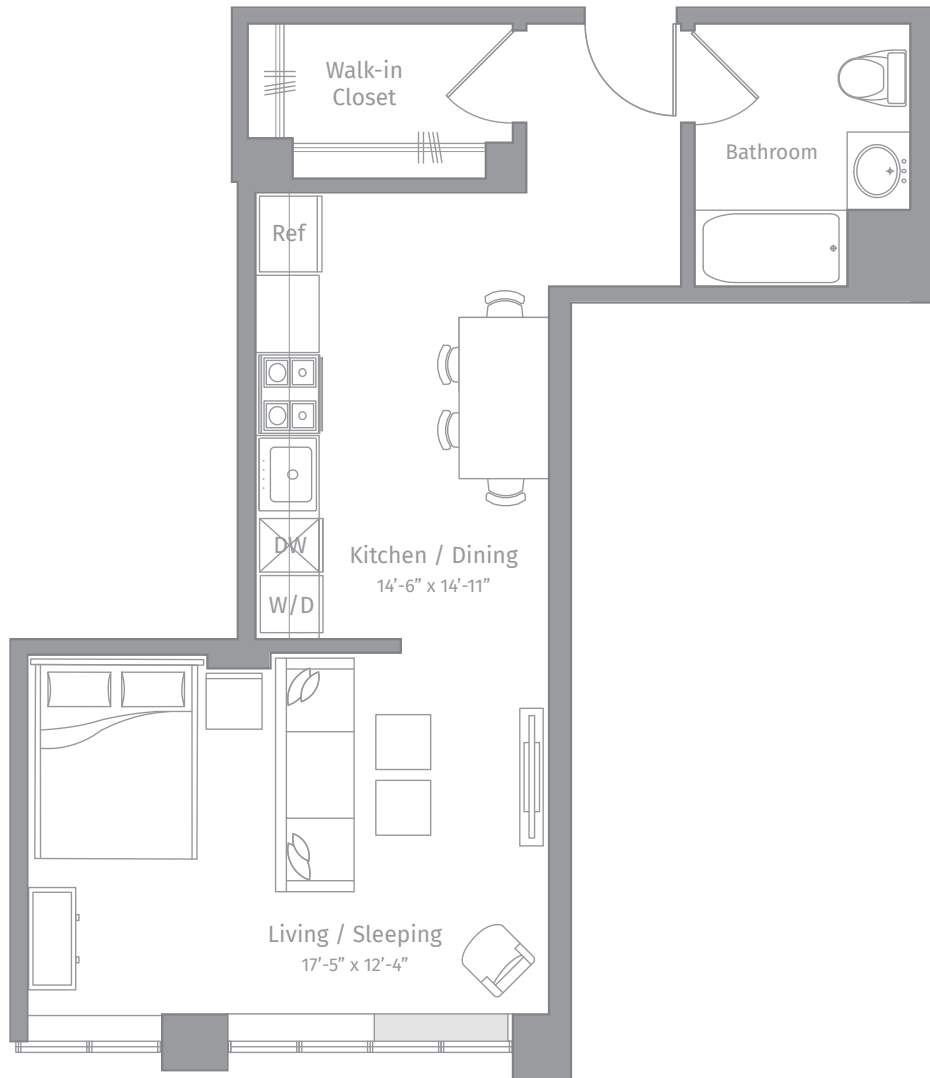 Walk-in
Closet
Bathroom
Ref
DW
Kitchen / Dining
14’-6” x 14’-11”
W/D
Living / Sleeping
17’-5” x 12’-4”